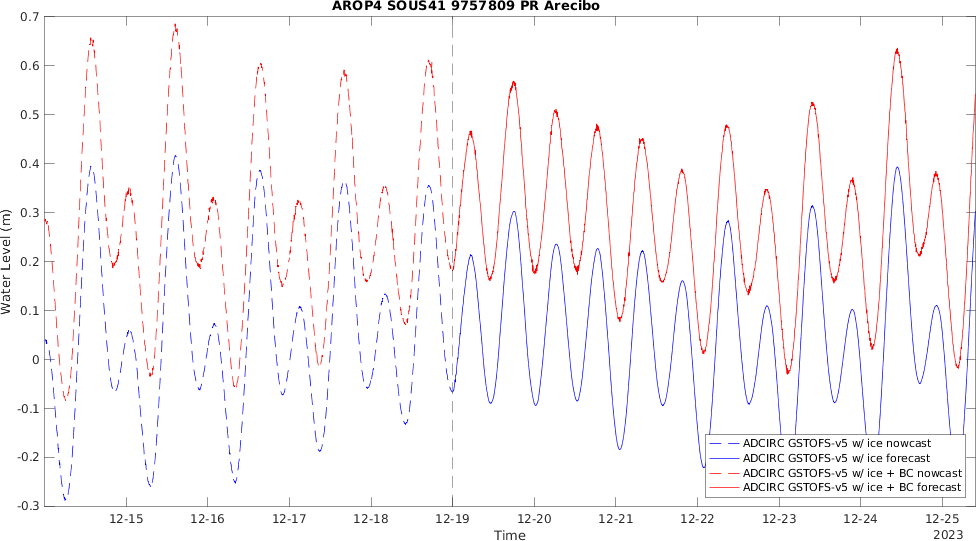 AROP4 SOUS41 9757809 PR Arecibo
0.7
0.6
0.5
0.4
0.3
0.2
0.1
0
-0.1
-0.2
-0.3
Water Level (m)
ADCIRC GSTOFS-v5 w/ ice nowcast
ADCIRC GSTOFS-v5 w/ ice forecast
ADCIRC GSTOFS-v5 w/ ice + BC nowcast
ADCIRC GSTOFS-v5 w/ ice + BC forecast
12-15 12-16 12-17 12-18 12-19 12-20 12-21 12-22 12-23 12-24 12-25
Time
2023